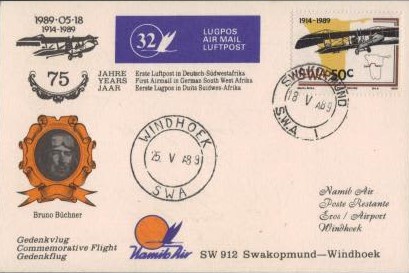 1989-05-18
1914-1989
75
JAHRE
YEARS
JAAR
32
LUGPOS
AIR MAIL
LUFTPOST
Erste Luftpost in Deutsch-Südwestafrika
First Airmail in German South West Africa
Eerste Lugpos in Duits Suidwes-Afrika
1914-1989
50c
SWAKOPMUND
18 V A89
S.W.A. 1
WINDHOEK
25 V A89
SWA
Bruno Büchner
Namib Air
Poste Restante
Eros / Airport
Windhoek
Gedenkvlug
Commemorative Flight
Gedenkflug
Namib Air
SW 912 Swakopmund—Windhoek